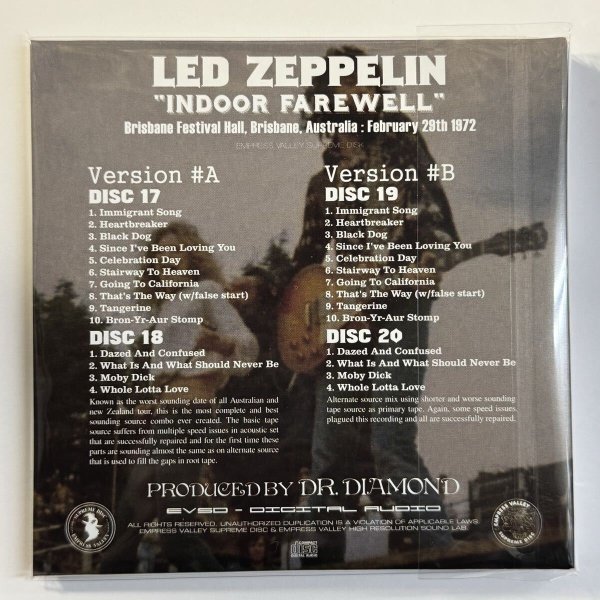 LED ZEPPELIN
"INDOOR FAREWELL"
Brisbane Festival Hall, Brisbane, Australia : February 29th 1972
EMPRESS VALLEY SUPREME DISK
Version #A
DISC 17
1. Immigrant Song
2. Heartbreaker
3. Black Dog
4. Since I've Been Loving You
5. Celebration Day
6. Stairway To Heaven
7. Going To California
8. That's The Way (w/false start)
9. Tangerine
10. Bron-Yr-Aur Stomp
DISC 18
1. Dazed And Confused
2. What Is And What Should Never Be
3. Moby Dick
4. Whole Lotta Love
Known as the worst sounding date of all Australian and
new Zealand tour, this is the most complete and best
sounding source combo ever created. The basic tape
source suffers from multiple speed issues in acoustic set
that are successfully repaired and for the first time these
parts are sounding almost the same as on alternate source
that is used to fill the gaps in root tape.
Version #B
DISC 19
1. Immigrant Song
2. Heartbreaker
3. Black Dog
4. Since I've Been Loving You
5. Celebration Day
6. Stairway To Heaven
7. Going To California
8. That's The Way (w/false start)
9. Tangerine
10. Bron-Yr-Aur Stomp
DISC 20
1. Dazed And Confused
2. What Is And What Should Never Be
3. Moby Dick
4. Whole Lotta Love
Alternate source mix using shorter and worse sounding
tape source as primary tape. Again, some speed issues
plagued this recording and all are successfully repaired.
PRODUCED BY DR. DIAMOND
EVSD - DIGITAL AUDIO
ALL RIGHTS RESERVED. UNAUTHORIZED DUPLICATION IS A VIOLATION OF APPLICABLE LAWS.
EMPRESS VALLEY SUPREME DISC & EMPRESS VALLEY HIGH RESOLUTION SOUND LAB.
SUPREME DISC
EMPRESS VALLEY
EMPRESS VALLEY
SUPREME DISC
COMPACT
DISC
DIGITAL AUDIO